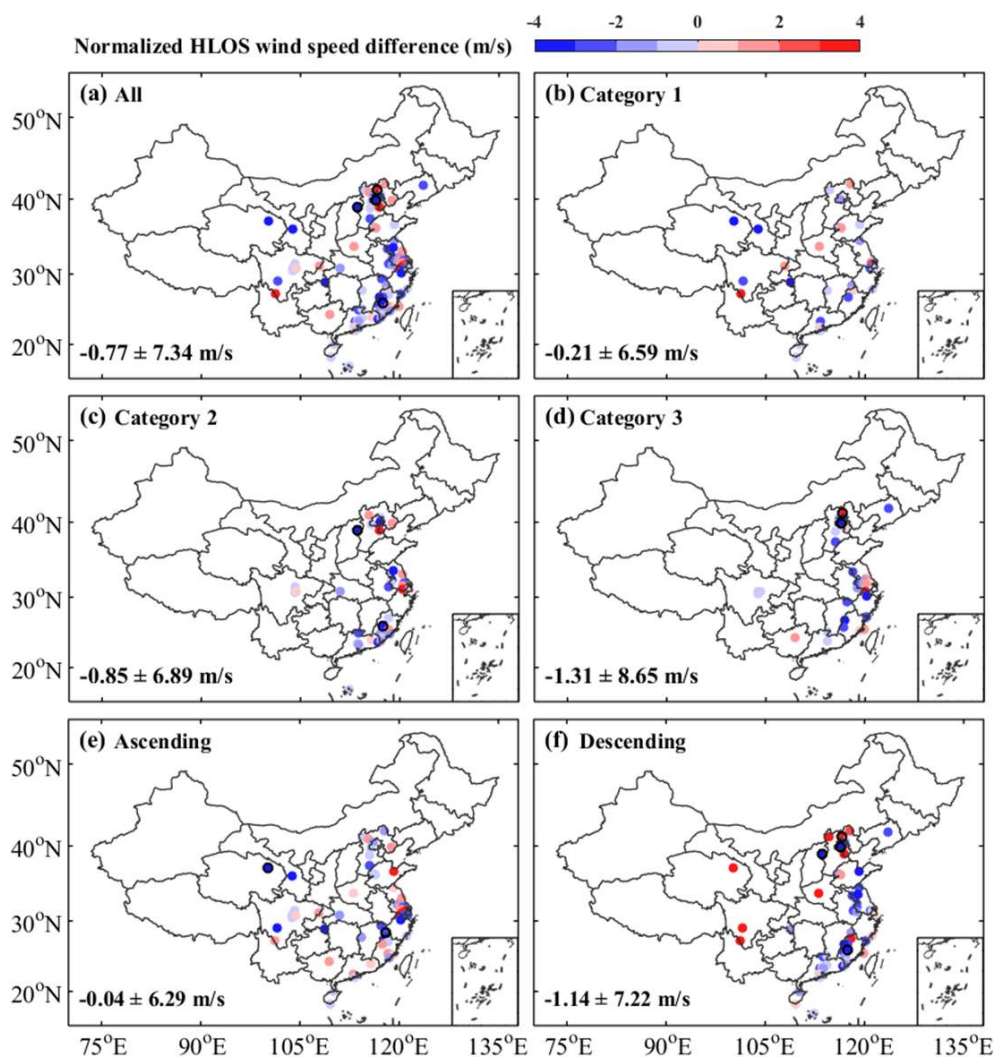 -4 -2 0 2 4
Normalized HLOS wind speed difference (m/s)
(a) All
(b) Category 1
50°N
40°N
30°N
20°N
-0.77 ± 7.34 m/s
-0.21 ± 6.59 m/s
(c) Category 2
(d) Category 3
50°N
40°N
30°N
20°N
-0.85 ± 6.89 m/s
-1.31 ± 8.65 m/s
(e) Ascending
(f) Descending
50°N
40°N
30°N
20°N
-0.04 ± 6.29 m/s
-1.14 ± 7.22 m/s
75°E 90°E 105°E 120°E 135°E 75°E 90°E 105°E 120°E 135°E